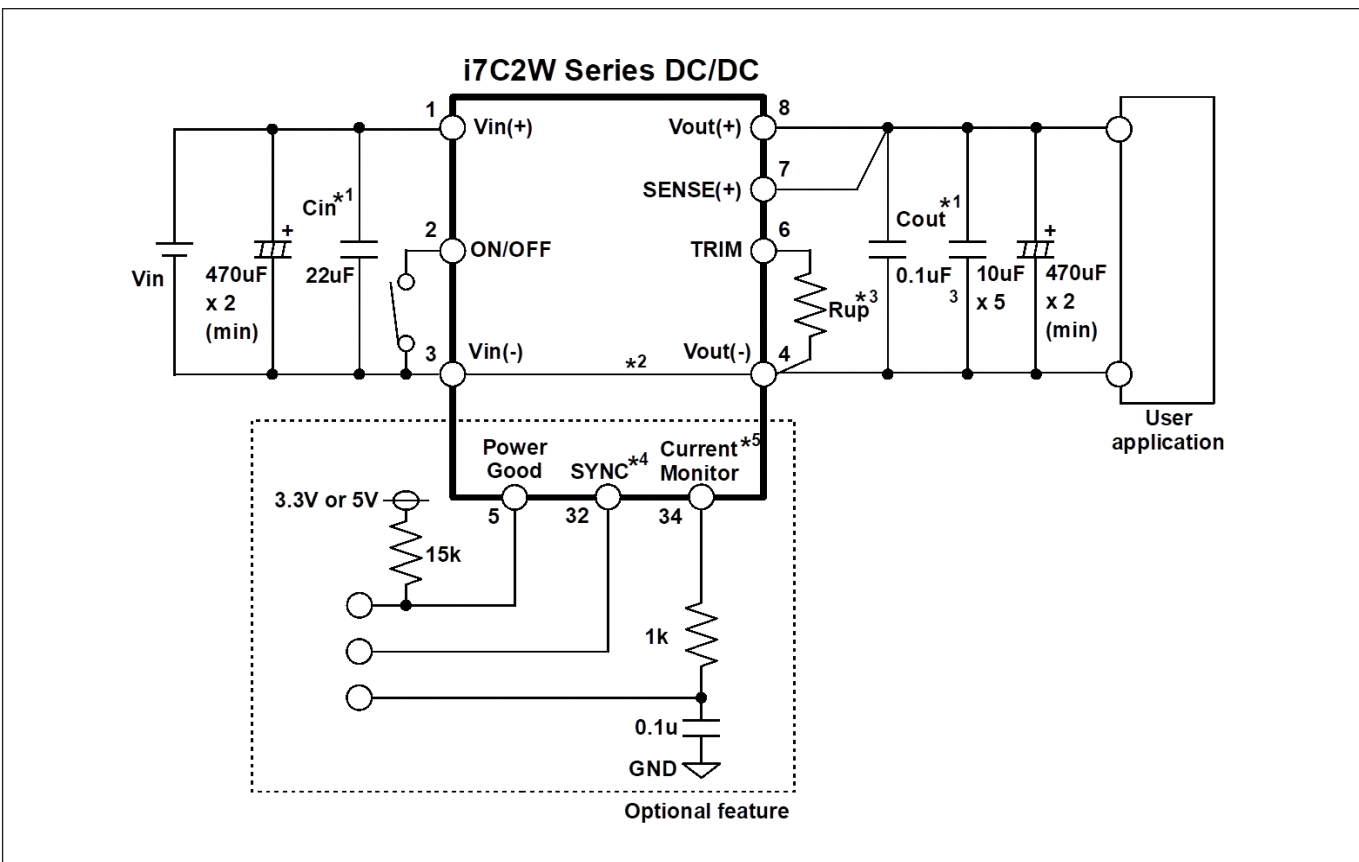 i7C2W Series DC/DC
1
Vin(+)
Vout(+)
8
7
SENSE(+)
Cin*1
+
Vin
470uF
x 2
(min)
22uF
2
ON/OFF
TRIM
6
Rup*3
Cout*1
0.1uF
10uF
3
x 5
+
470uF
x 2
(min)
3
Vin(-)
*2
Vout(-)
4
User
application
Power
Good
SYNC*4
Current*5
Monitor
3.3V or 5V
5
32
34
15k
1k
0.1u
GND
Optional feature